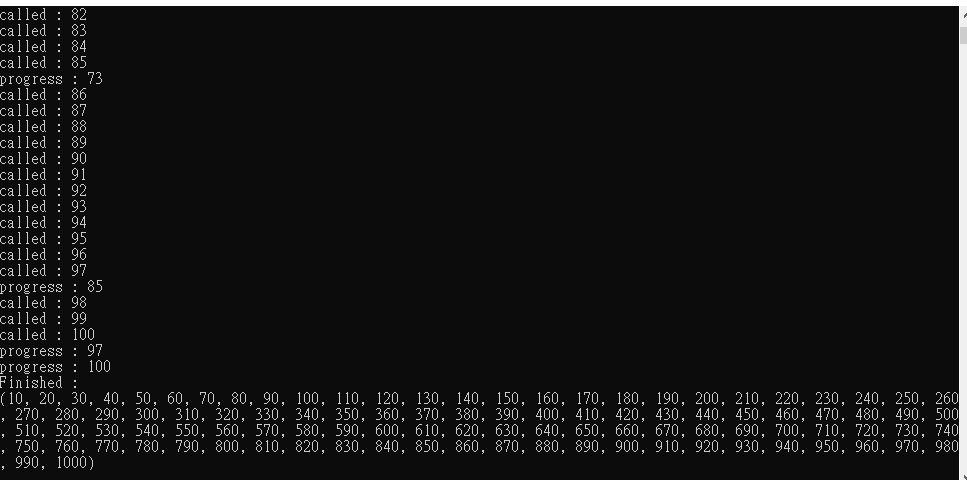 called : 82
called : 83
called : 84
called : 85
progress : 73
called : 86
called : 87
called : 88
called : 89
called : 90
called : 91
called : 92
called : 93
called : 94
called : 95
called : 96
called : 97
progress : 85
called : 98
called : 99
called : 100
progress : 97
progress : 100
Finished :
(10, 20, 30, 40, 50, 60, 70, 80, 90, 100, 110, 120, 130, 140, 150, 160, 170, 180, 190, 200, 210, 220, 230, 240, 250, 260
, 270, 280, 290, 300, 310, 320, 330, 340, 350, 360, 370, 380, 390, 400, 410, 420, 430, 440, 450, 460, 470, 480, 490, 500
, 510, 520, 530, 540, 550, 560, 570, 580, 590, 600, 610, 620, 630, 640, 650, 660, 670, 680, 690, 700, 710, 720, 730, 740
, 750, 760, 770, 780, 790, 800, 810, 820, 830, 840, 850, 860, 870, 880, 890, 900, 910, 920, 930, 940, 950, 960, 970, 980
, 990, 1000)